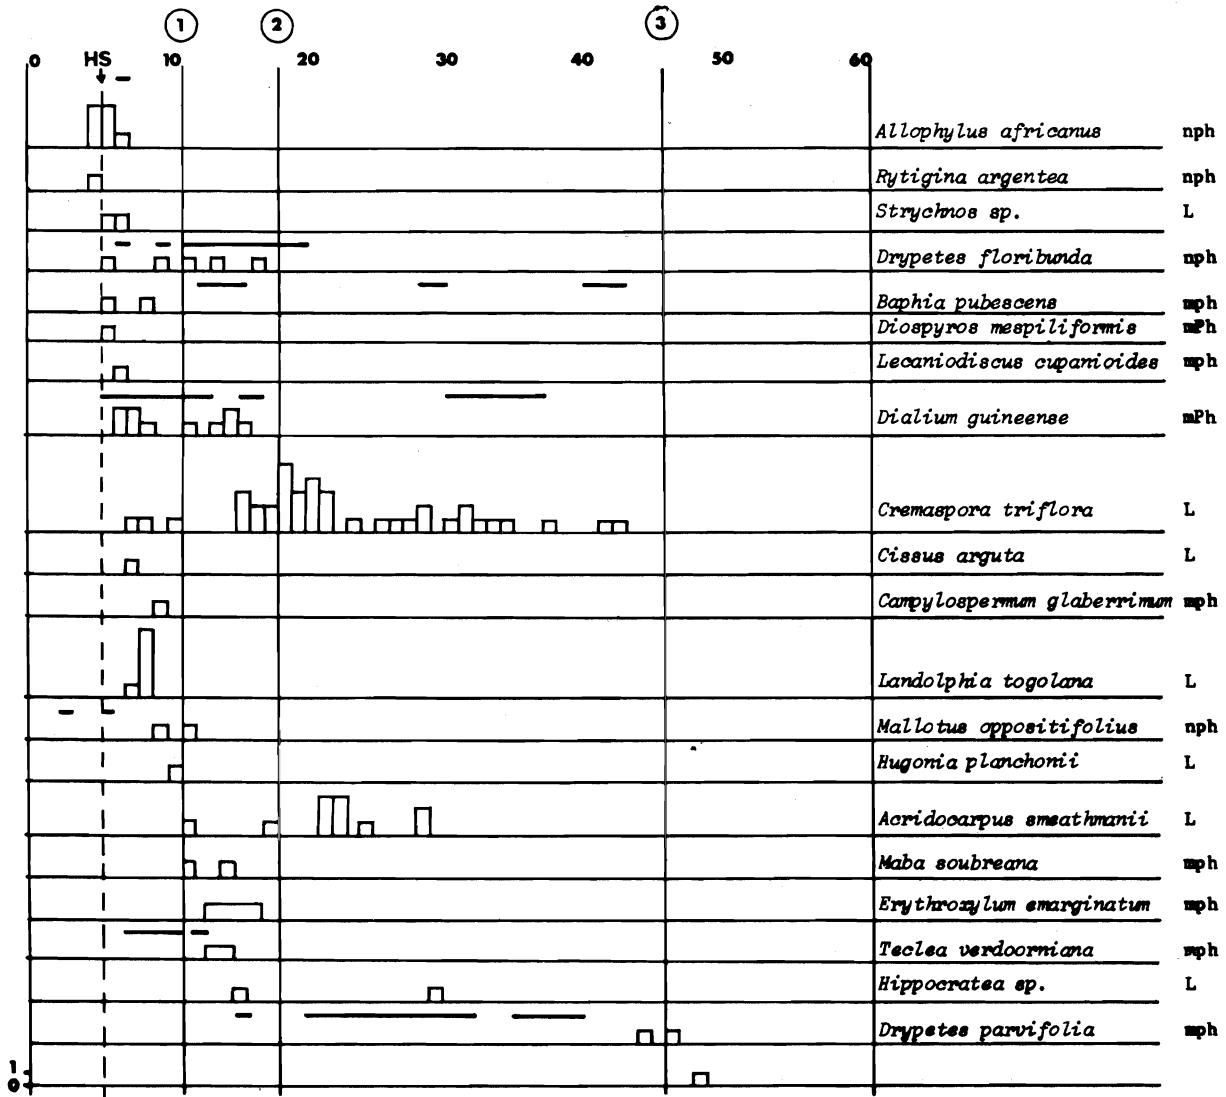 1 2 3
0 HS 10 20 30 40 50 60
Allophylus africanus nph
Rytigina argentea nph
Strychnos sp. L
Drypetes floribunda nph
Baphia pubescens mph
Diospyros mespiliformis mPh
Lecaniodiscus cupanioides mph
Dialium guineense mPh
Cremaspora triflora L
Cissus arguta L
Campylospermum glaberrimum mph
Landolphia togolana L
Mallotus oppositifolius nph
Hugonia planchonii L
Acridocarpus smeathmanii L
Maba soubreana mph
Erythroxylum emarginatum mph
Teclea verdoorniana mph
Hippocratea sp. L
Drypetes parvifolia mph
1
0